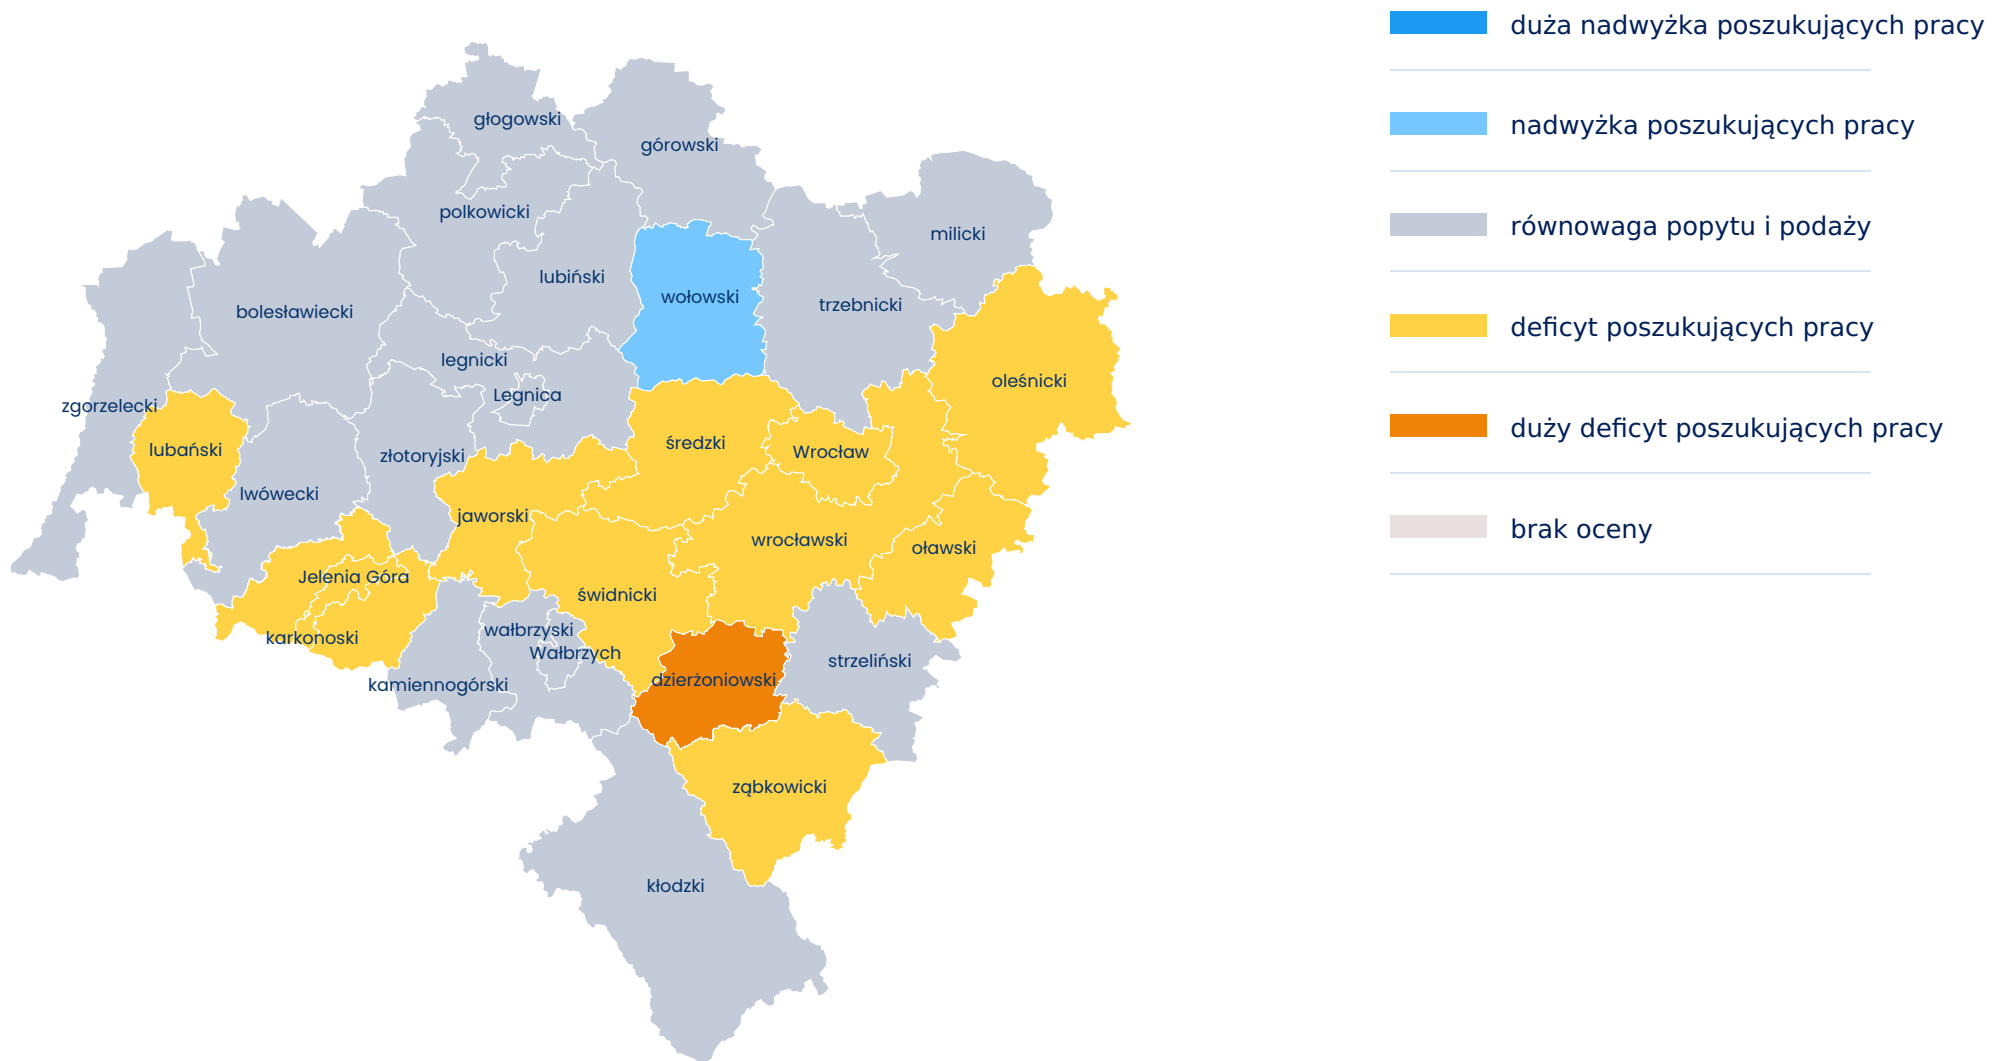 duża nadwyżka poszukujących pracy
nadwyżka poszukujących pracy
równowaga popytu i podaży
deficyt poszukujących pracy
duży deficyt poszukujących pracy
brak oceny
głogowski
górowski
polkowicki
milicki
lubiński
wołowski
trzebnicki
bolesławiecki
legnicki
oleśnicki
Legnica
zgorzelecki
lubański
średzki
Wrocław
złotoryjski
lwówecki
jaworski
wrocławski
oławski
Jelenia Góra
świdnicki
wałbrzyski
karkonoski
Wałbrzych
strzeliński
kamiennogórski
dzierżoniowski
ząbkowicki
kłodzki